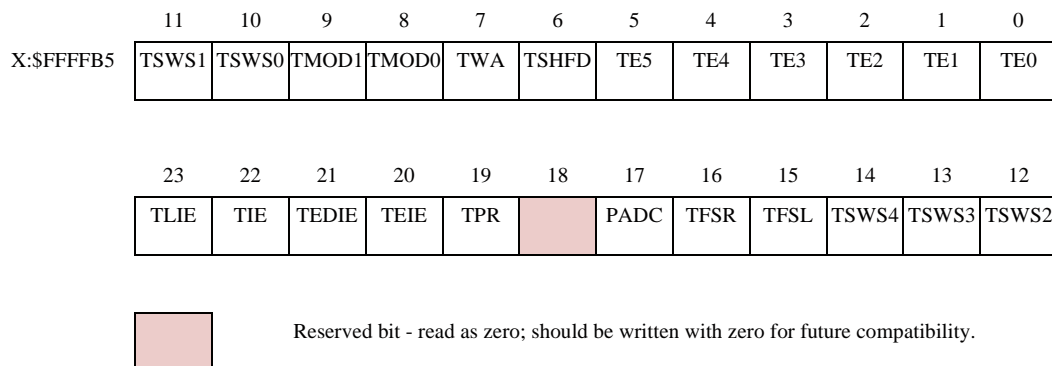 11 10 9 8 7 6 5 4 3 2 1 0
X:$FFFFB5 TSWS1 TSWS0 TMOD1 TMOD0 TWA TSHFD TE5 TE4 TE3 TE2 TE1 TE0
23 22 21 20 19 18 17 16 15 14 13 12
TLIE TIE TEDIE TEIE TPR PADC TFSR TFSL TSWS4 TSWS3 TSWS2
Reserved bit - read as zero; should be written with zero for future compatibility.